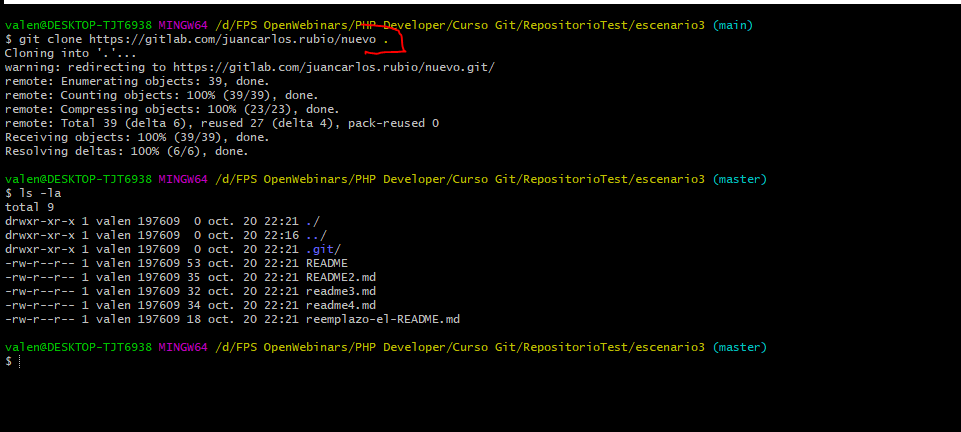 valen@DESKTOP-TJT6938 MINGW64 /d/FPS OpenWebinars/PHP Developer/Curso Git/RepositorioTest/escenario3 (main)
$ git clone https://gitlab.com/juancarlos.rubio/nuevo .
Cloning into '.'...
warning: redirecting to https://gitlab.com/juancarlos.rubio/nuevo.git/
remote: Enumerating objects: 39, done.
remote: Counting objects: 100% (39/39), done.
remote: Compressing objects: 100% (23/23), done.
remote: Total 39 (delta 6), reused 27 (delta 4), pack-reused 0
Receiving objects: 100% (39/39), done.
Resolving deltas: 100% (6/6), done.
valen@DESKTOP-TJT6938 MINGW64 /d/FPS OpenWebinars/PHP Developer/Curso Git/RepositorioTest/escenario3 (master)
$ ls -la
total 9
drwxr-xr-x 1 valen 197609  0 oct. 20 22:21 ./
drwxr-xr-x 1 valen 197609  0 oct. 20 22:16 ../
drwxr-xr-x 1 valen 197609  0 oct. 20 22:21 .git/
-rw-r--r-- 1 valen 197609 53 oct. 20 22:21 README
-rw-r--r-- 1 valen 197609 35 oct. 20 22:21 README2.md
-rw-r--r-- 1 valen 197609 32 oct. 20 22:21 readme3.md
-rw-r--r-- 1 valen 197609 34 oct. 20 22:21 readme4.md
-rw-r--r-- 1 valen 197609 18 oct. 20 22:21 reemplazo-el-README.md
valen@DESKTOP-TJT6938 MINGW64 /d/FPS OpenWebinars/PHP Developer/Curso Git/RepositorioTest/escenario3 (master)
$